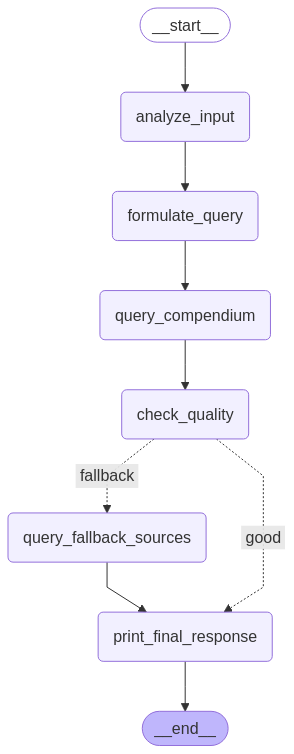 __start__
analyze_input
formulate_query
query_compendium
check_quality
fallback
query_fallback_sources
good
print_final_response
__end__